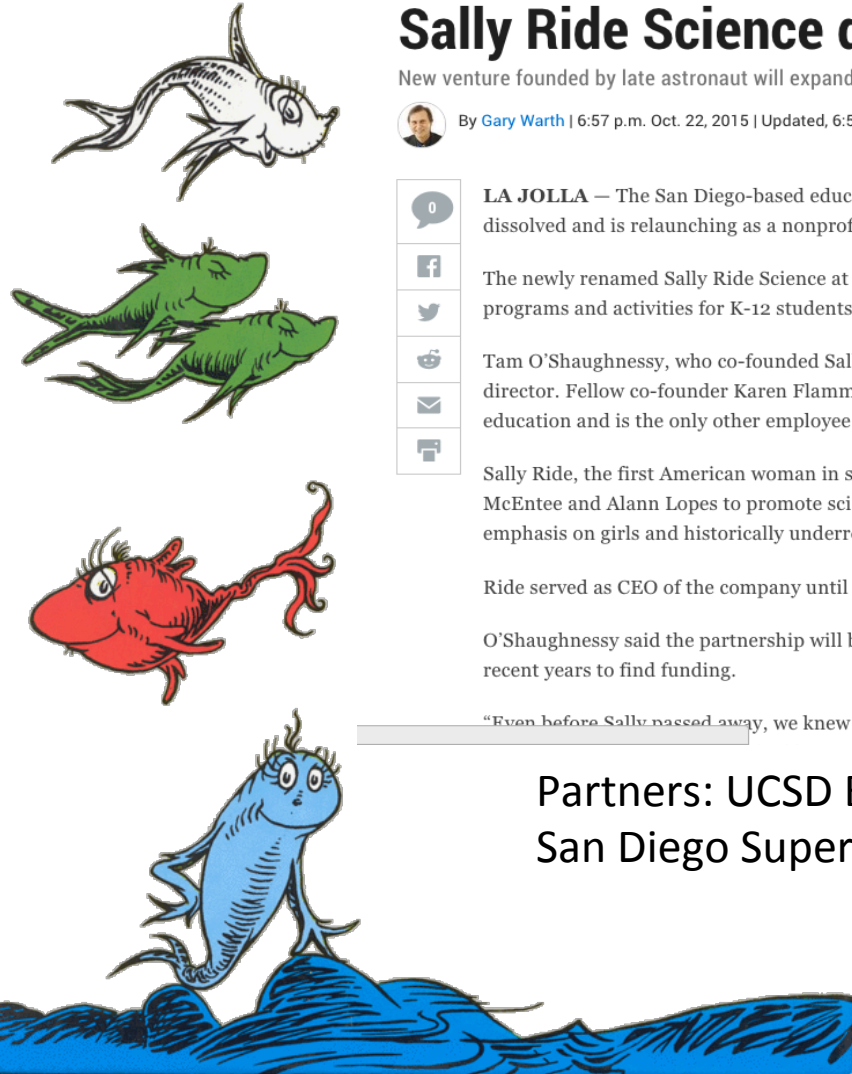 Sally Ride Science
New venture founded by late astronaut will expand
By Gary Warth | 6:57 p.m. Oct. 22, 2015 | Updated, 6:5
0
LA JOLLA — The San Diego-based educ
dissolved and is relaunching as a nonprof
The newly renamed Sally Ride Science at
programs and activities for K-12 students
Tam O’Shaughnessy, who co-founded Sal
director. Fellow co-founder Karen Flamm
education and is the only other employee
Sally Ride, the first American woman in s
McEntee and Alann Lopes to promote sci
emphasis on girls and historically underr
Ride served as CEO of the company until
O’Shaughnessy said the partnership will b
recent years to find funding.
“Even before Sally passed away, we knew
Partners: UCSD
San Diego Super